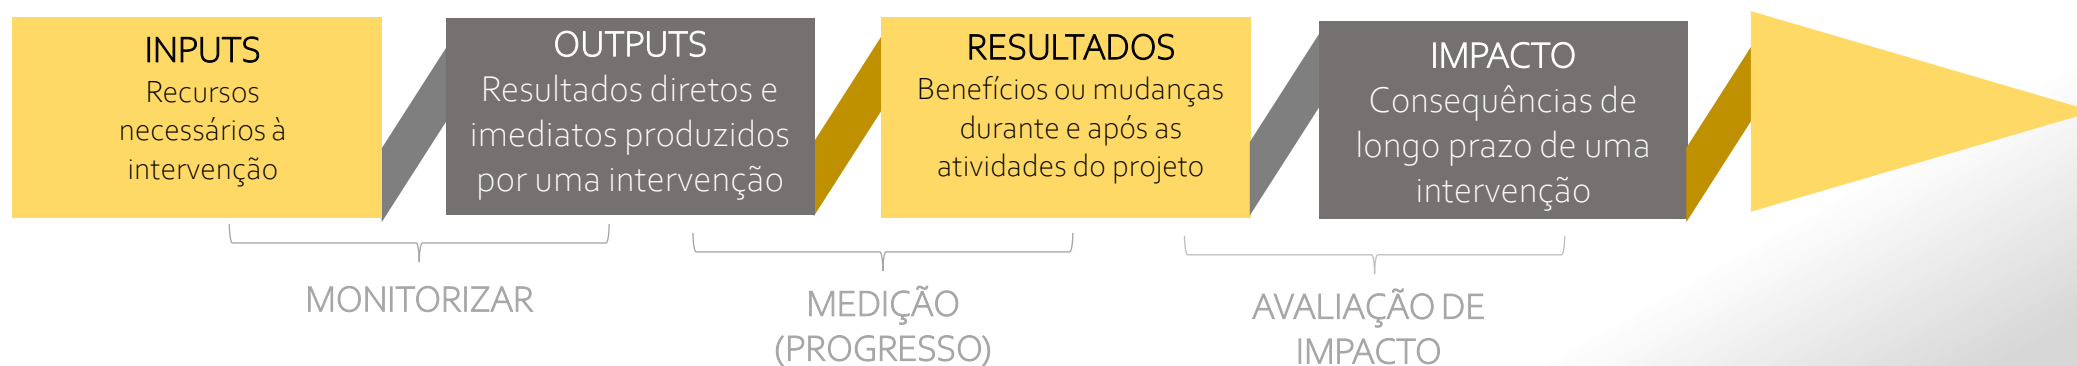 INPUTS
Recursos
necessários à
intervenção
OUTPUTS
Resultados diretos e
imediatos produzidos
por uma intervenção
RESULTADOS
Benefícios ou mudanças
durante e após as
atividades do projeto
IMPACTO
Consequências de
longo prazo de uma
intervenção
MONITORIZAR
MEDIÇÃO
(PROGRESSO)
AVALIAÇÃO DE
IMPACTO